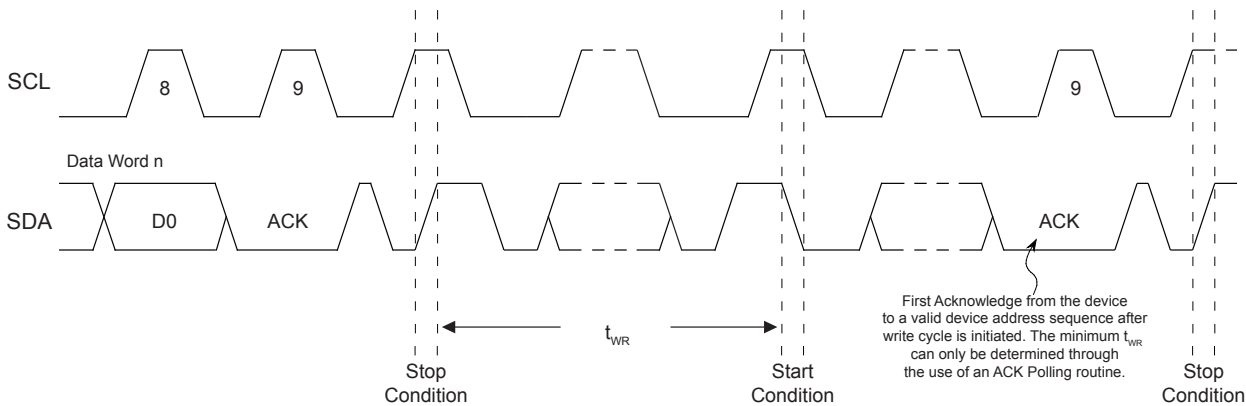 SCL
8
9
9
Data Word n
SDA
D0
ACK
ACK
First Acknowledge from the device
to a valid device address sequence after
write cycle is initiated. The minimum tWR
can only be determined through
the use of an ACK Polling routine.
tWR
Stop
Condition
Start
Condition
Stop
Condition